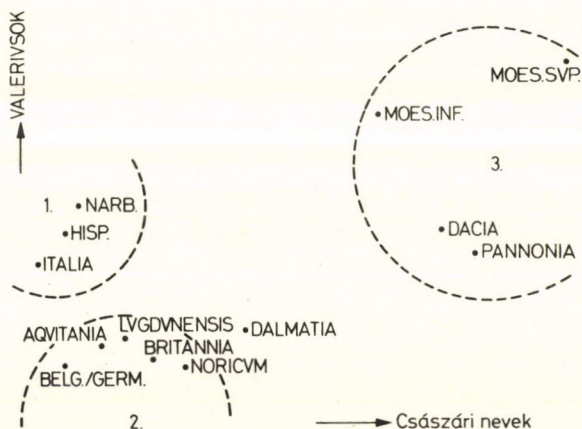 VALERIVSOK
MOES.SVP.
MOES.INF.
3.
1.
NARB.
HISP.
DACIA
ITALIA
PANNONIA
LVGDVNENSIS
AQVITANIA
DALMATIA
BRITANNIA
BELG./GERM.
NORICVM
2.
Császári nevek